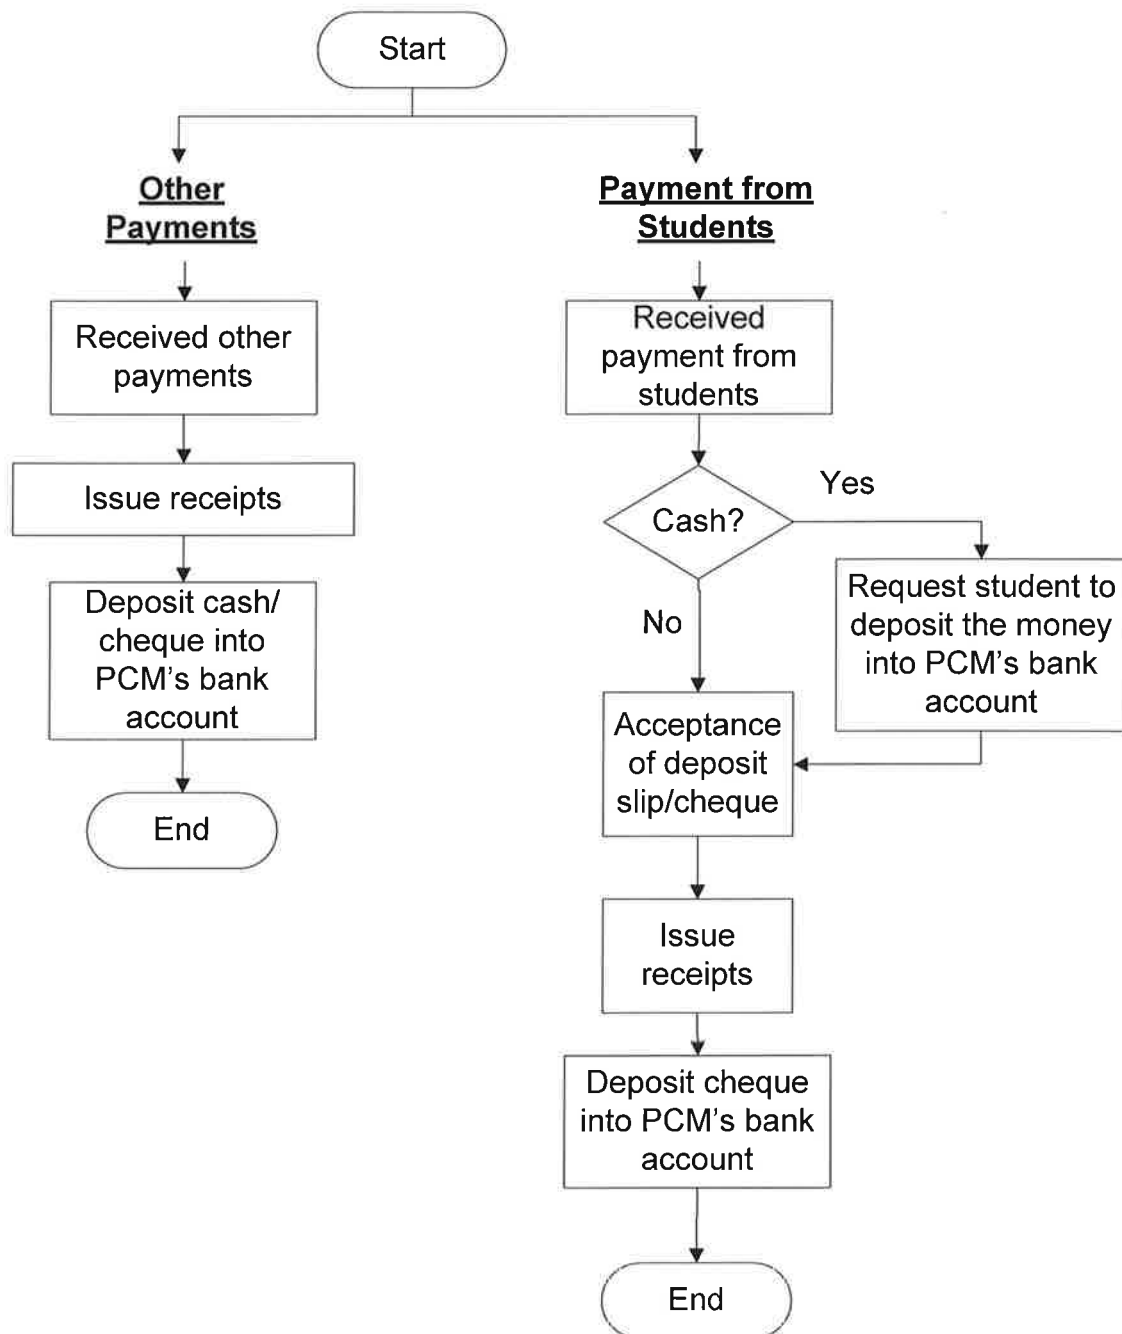 Start
Other
Payments
Received other
payments
Issue receipts
Deposit cash/
cheque into
PCM's bank
account
End
Payment from
Students
Received
payment from
students
Cash?
Yes
No
Request student to
deposit the money
into PCM's bank
account
Acceptance
of deposit
slip/cheque
Issue
receipts
Deposit cheque
into PCM's bank
account
End